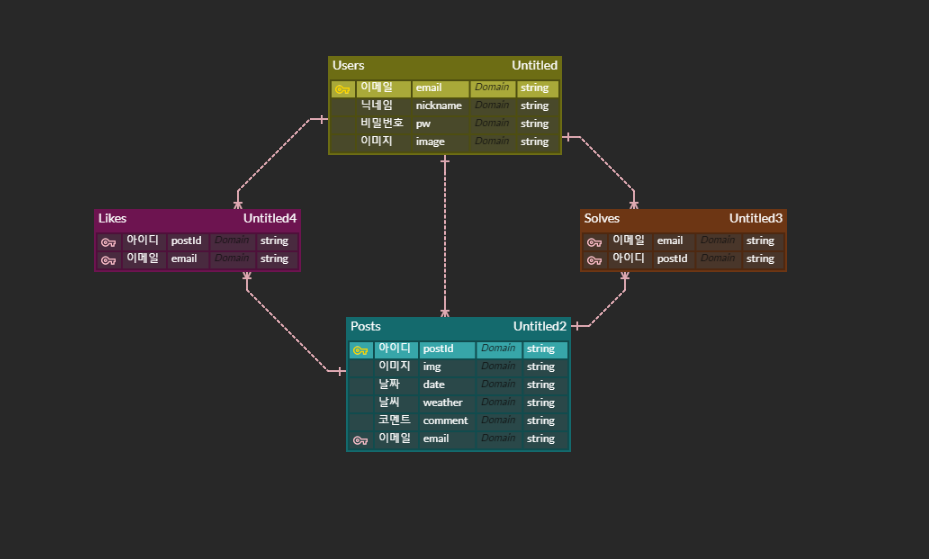 Users Untitled
이메일 email Domain string
닉네임 nickname Domain string
비밀번호 pw Domain string
이미지 image Domain string
Likes Untitled4
아이디 postId Domain string
이메일 email Domain string
Solves Untitled3
이메일 email Domain string
아이디 postId Domain string
Posts Untitled2
아이디 postId Domain string
이미지 img Domain string
날짜 date Domain string
날씨 weather Domain string
코멘트 comment Domain string
이메일 email Domain string